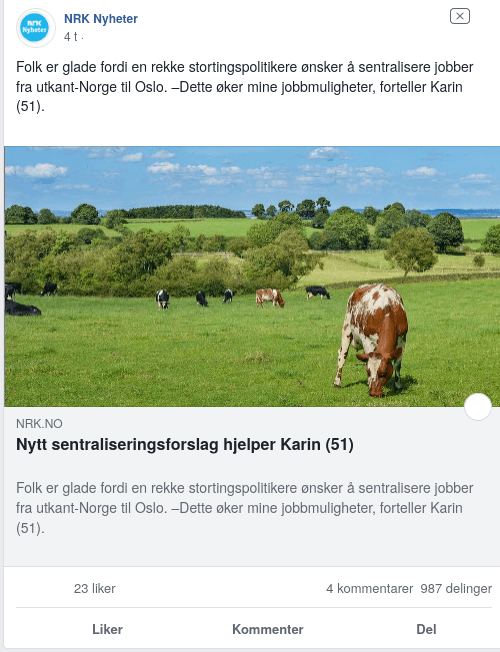 NRK
Nyheter
NRK Nyheter
4 t ·
Folk er glade fordi en rekke stortingspolitikere ønsker å sentralisere jobber
fra utkant-Norge til Oslo. –Dette øker mine jobbmuligheter, forteller Karin
(51).
NRK.NO
Nytt sentraliseringsforslag hjelper Karin (51)
Folk er glade fordi en rekke stortingspolitikere ønsker å sentralisere jobber
fra utkant-Norge til Oslo. –Dette øker mine jobbmuligheter, forteller Karin
(51).
23 liker 4 kommentarer 987 delinger
Liker Kommenter Del